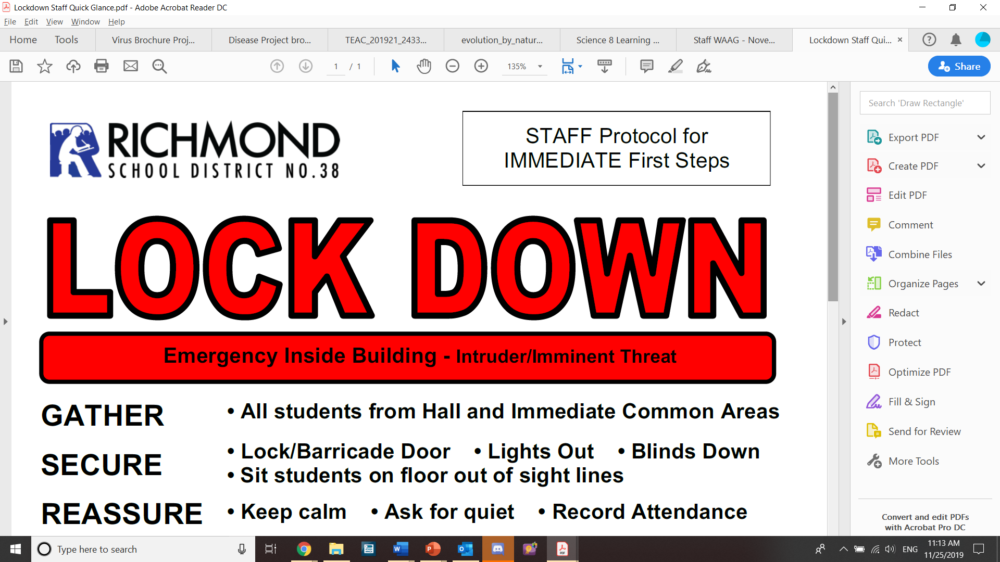 Lockdown Staff Quick Glance.pdf - Adobe Acrobat Reader DC
File Edit View Window Help
Home Tools Virus Brochure Proj... Disease Project bro... TEAC_201921_2433... evolution_by_natur... Science 8 Learning ... Staff WAAG - Nove... Lockdown Staff Qui... ×
1 / 1 135% Share
Search 'Draw Rectangle'
RICHMOND
SCHOOL DISTRICT NO.38
STAFF Protocol for
IMMEDIATE First Steps
LOCK DOWN
Emergency Inside Building - Intruder/Imminent Threat
GATHER • All students from Hall and Immediate Common Areas
SECURE • Lock/Barricade Door • Lights Out • Blinds Down
• Sit students on floor out of sight lines
REASSURE • Keep calm • Ask for quiet • Record Attendance
Export PDF
Create PDF
Edit PDF
Comment
Combine Files
Organize Pages
Redact
Protect
Optimize PDF
Fill & Sign
Send for Review
More Tools
Convert and edit PDFs
with Acrobat Pro DC
Type here to search
ENG
11:13 AM
11/25/2019